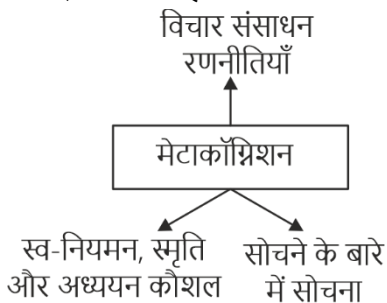 विचार संसाधन
रणनीतियाँ
मेटाकॉग्निशन
स्व-नियमन, स्मृति
और अध्ययन कौशल
सोचने के बारे
में सोचना